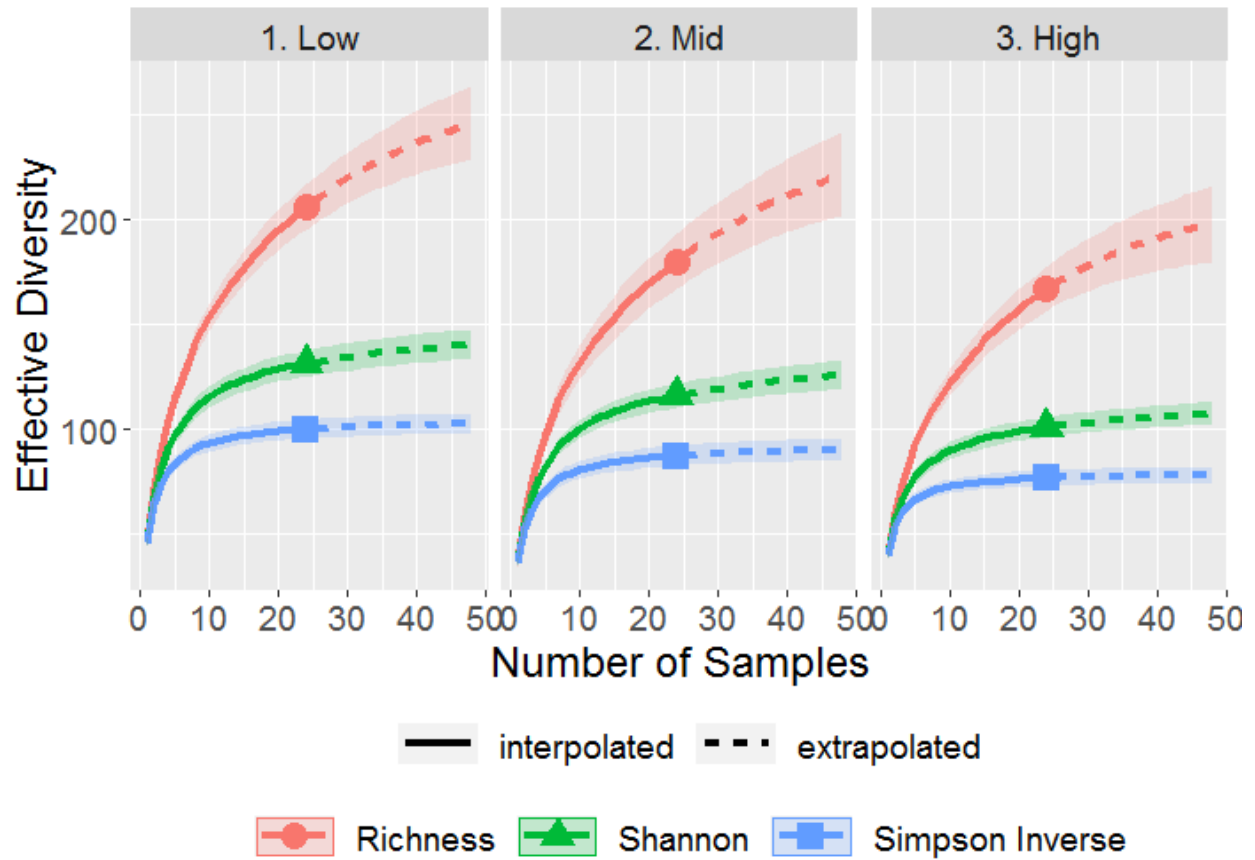 1. Low 2. Mid 3. High
Effective Diversity
200
100
0 10 20 30 40 50 0 10 20 30 40 50 0 10 20 30 40 50
Number of Samples
interpolated extrapolated
Richness Shannon Simpson Inverse